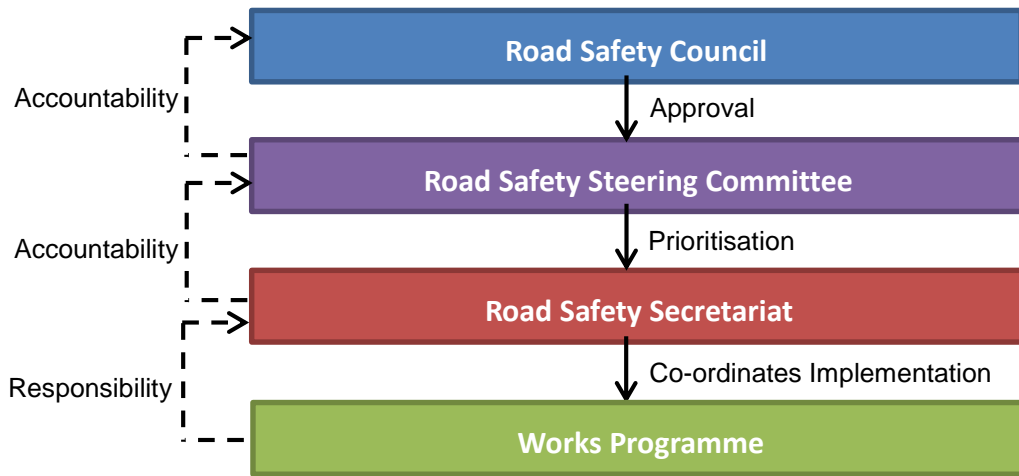 Road Safety Council
Accountability
Approval
Road Safety Steering Committee
Accountability
Prioritisation
Road Safety Secretariat
Responsibility
Co-ordinates Implementation
Works Programme